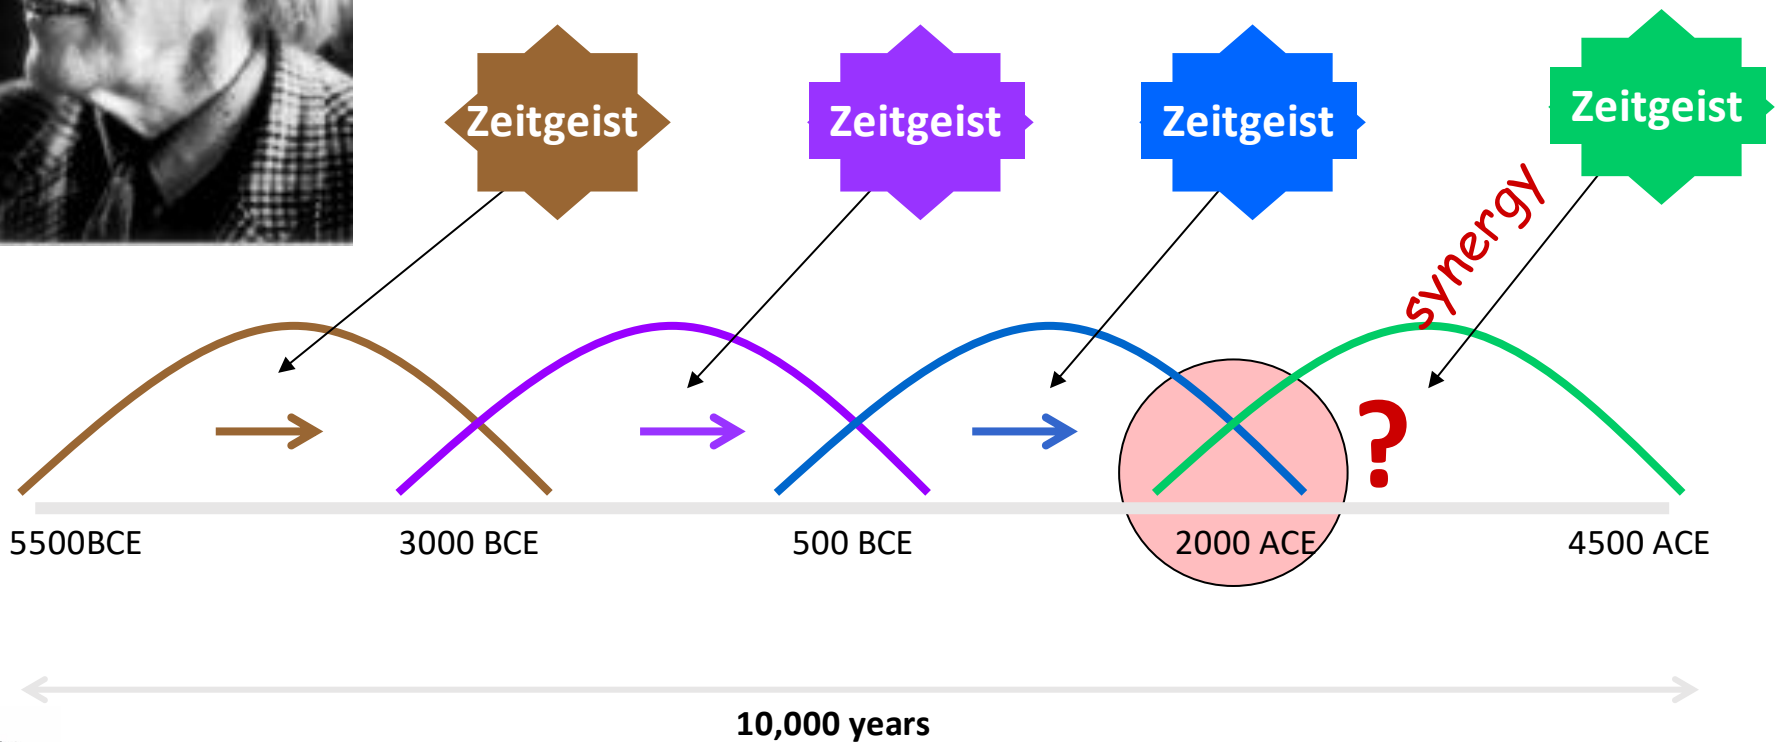 Zeitgeist
Zeitgeist
Zeitgeist
Zeitgeist
synergy
?
5500BCE
3000 BCE
500 BCE
2000 ACE
4500 ACE
10,000 years